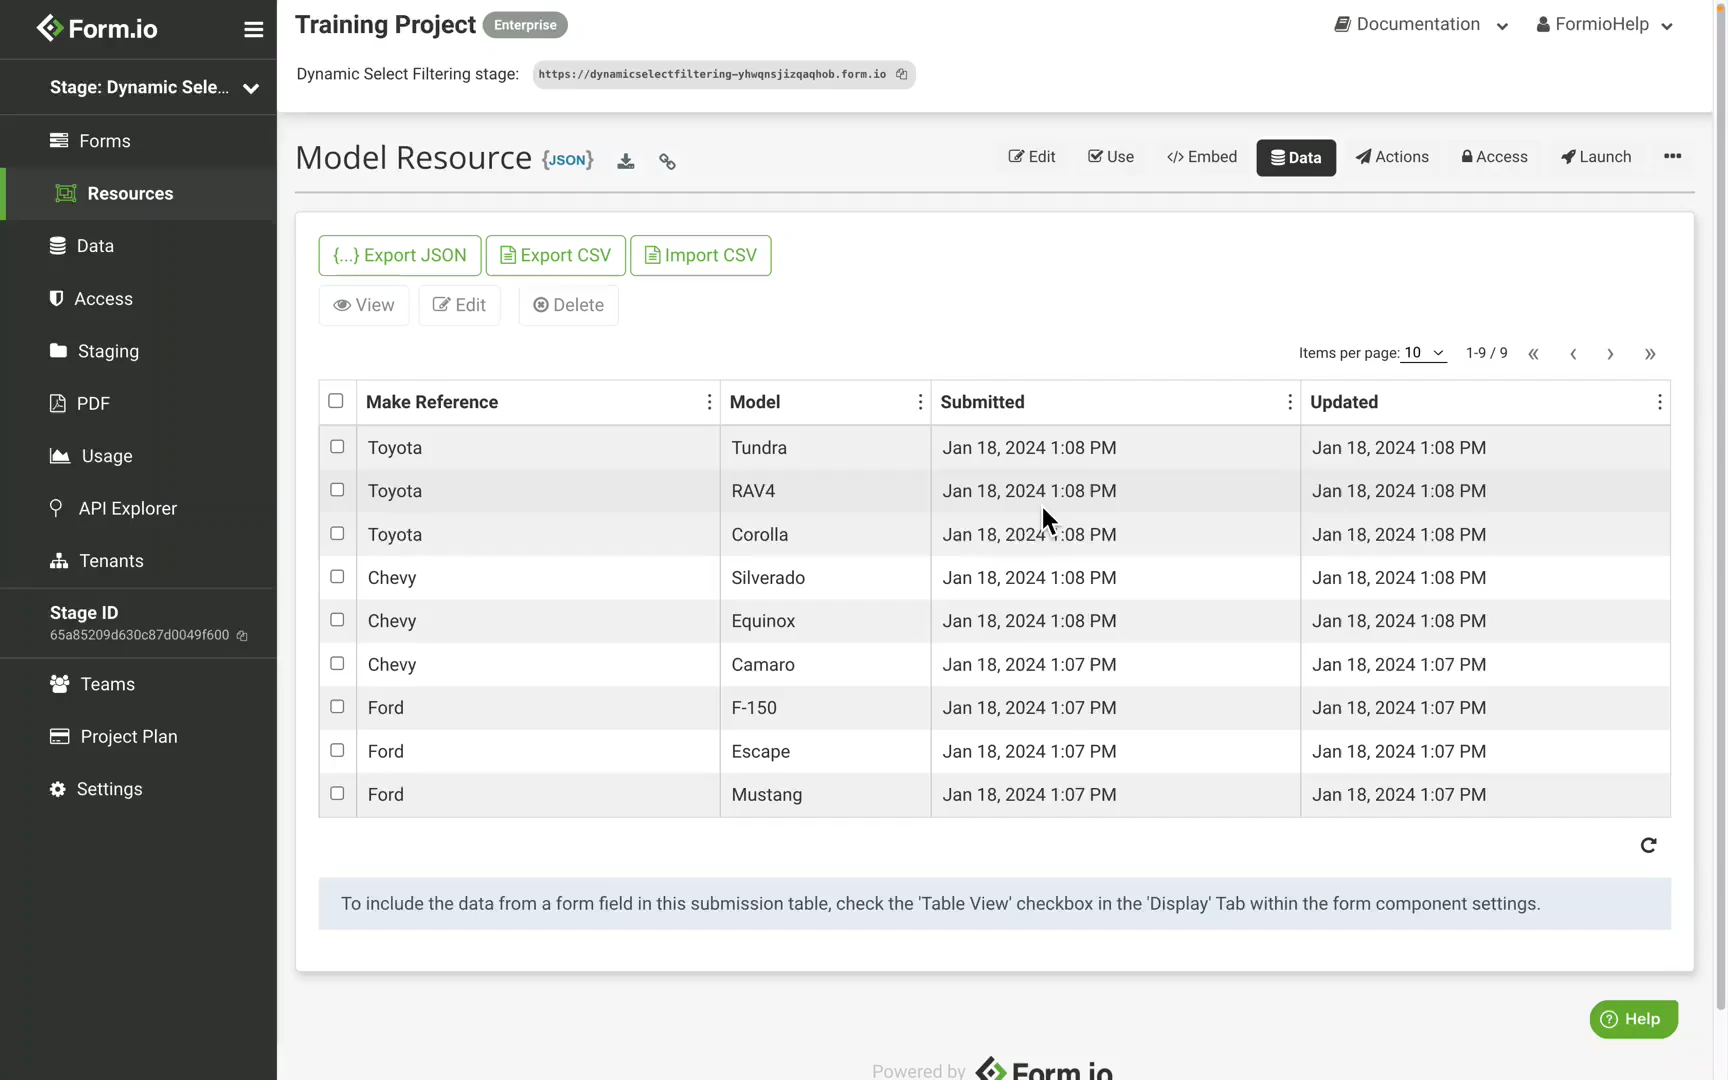 Form.io
Training Project Enterprise
Documentation
FormioHelp
Stage: Dynamic Sele...
Dynamic Select Filtering stage: https://dynamicselectfiltering-yhwqnsjizqaqhob.form.io
Forms
Resources
Data
Access
Staging
PDF
Usage
API Explorer
Tenants
Stage ID
65a85209d630c87d0049f600
Teams
Project Plan
Settings
Model Resource {JSON}
Edit Use </> Embed Data Actions Access Launch •••
{...} Export JSON Export CSV Import CSV
View Edit Delete
Items per page: 10 1-9 / 9 « ‹ › »
Make Reference Model Submitted Updated
Toyota Tundra Jan 18, 2024 1:08 PM Jan 18, 2024 1:08 PM
Toyota RAV4 Jan 18, 2024 1:08 PM Jan 18, 2024 1:08 PM
Toyota Corolla Jan 18, 2024 1:08 PM Jan 18, 2024 1:08 PM
Chevy Silverado Jan 18, 2024 1:08 PM Jan 18, 2024 1:08 PM
Chevy Equinox Jan 18, 2024 1:08 PM Jan 18, 2024 1:08 PM
Chevy Camaro Jan 18, 2024 1:07 PM Jan 18, 2024 1:07 PM
Ford F-150 Jan 18, 2024 1:07 PM Jan 18, 2024 1:07 PM
Ford Escape Jan 18, 2024 1:07 PM Jan 18, 2024 1:07 PM
Ford Mustang Jan 18, 2024 1:07 PM Jan 18, 2024 1:07 PM
To include the data from a form field in this submission table, check the 'Table View' checkbox in the 'Display' Tab within the form component settings.
Help
Powered by Form.io